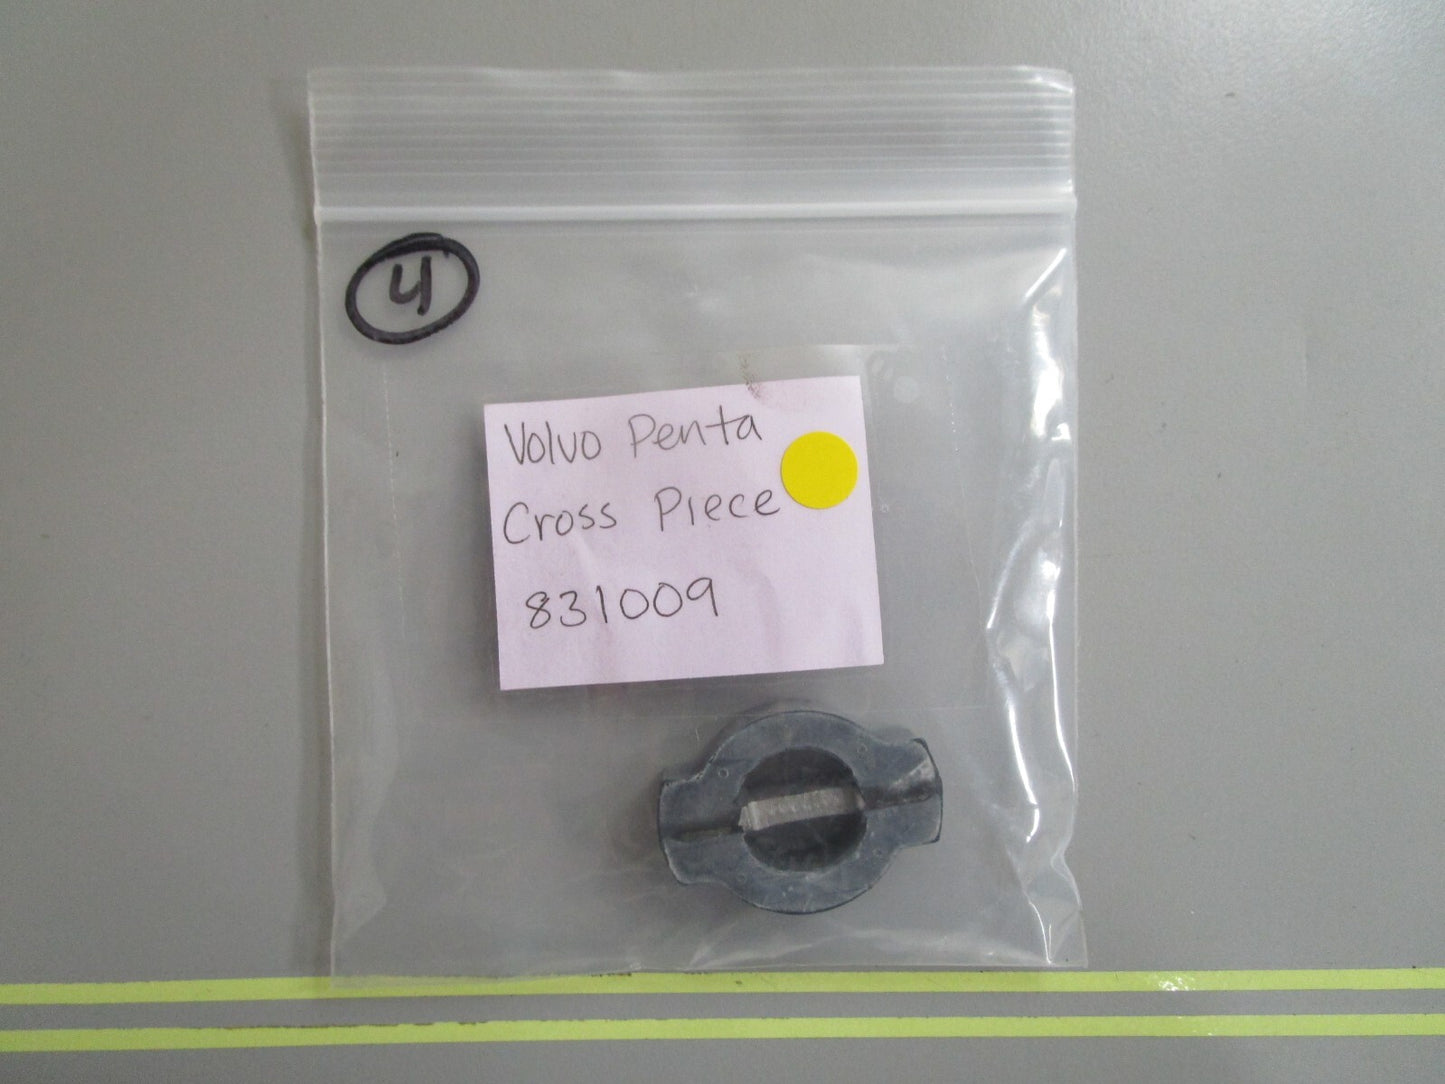 4
Volvo Penta
Cross Piece
831009